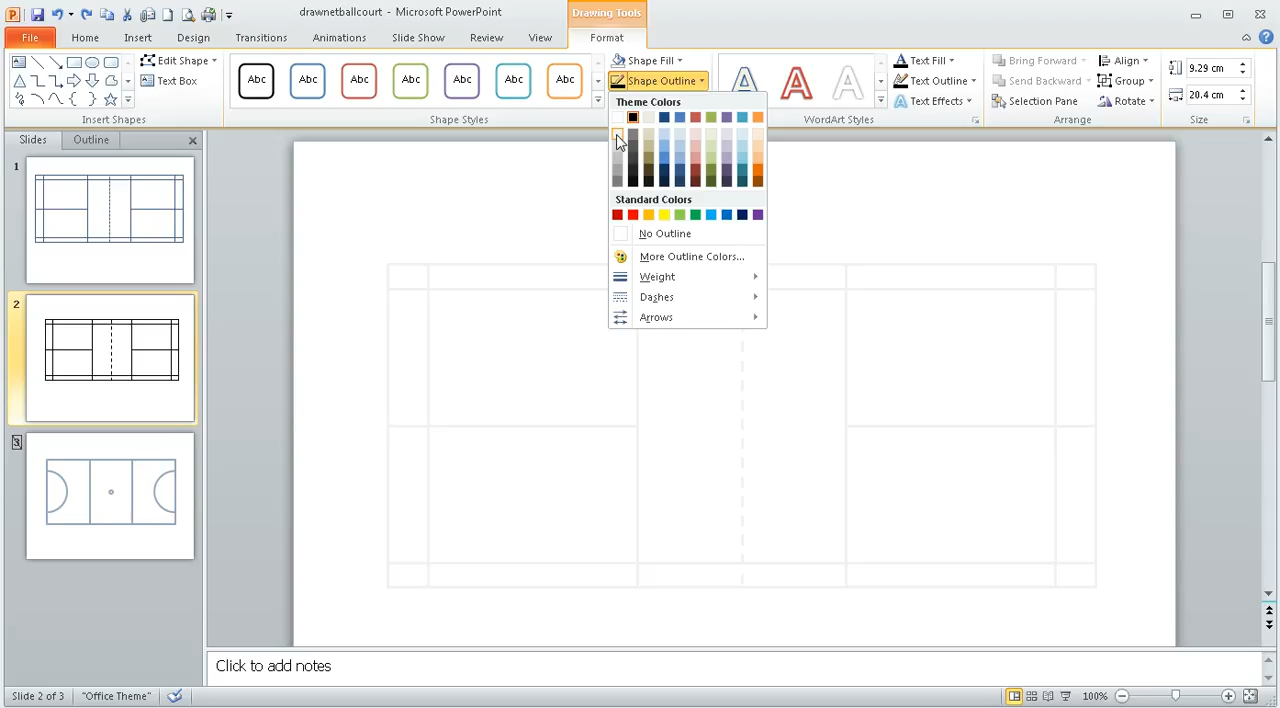 drawnetballcourt - Microsoft PowerPoint
Drawing Tools
File Home Insert Design Transitions Animations Slide Show Review View Format
Edit Shape
Text Box
Insert Shapes
Abc Abc Abc Abc Abc Abc Abc
Shape Styles
Shape Fill
Shape Outline
A A A
WordArt Styles
Text Fill
Text Outline
Text Effects
Bring Forward
Send Backward
Selection Pane
Align
Group
Rotate
Arrange
9.29 cm
20.4 cm
Size
Theme Colors
Standard Colors
No Outline
More Outline Colors...
Weight
Dashes
Arrows
Slides Outline
1
2
3
Click to add notes
Slide 2 of 3 "Office Theme" 100%